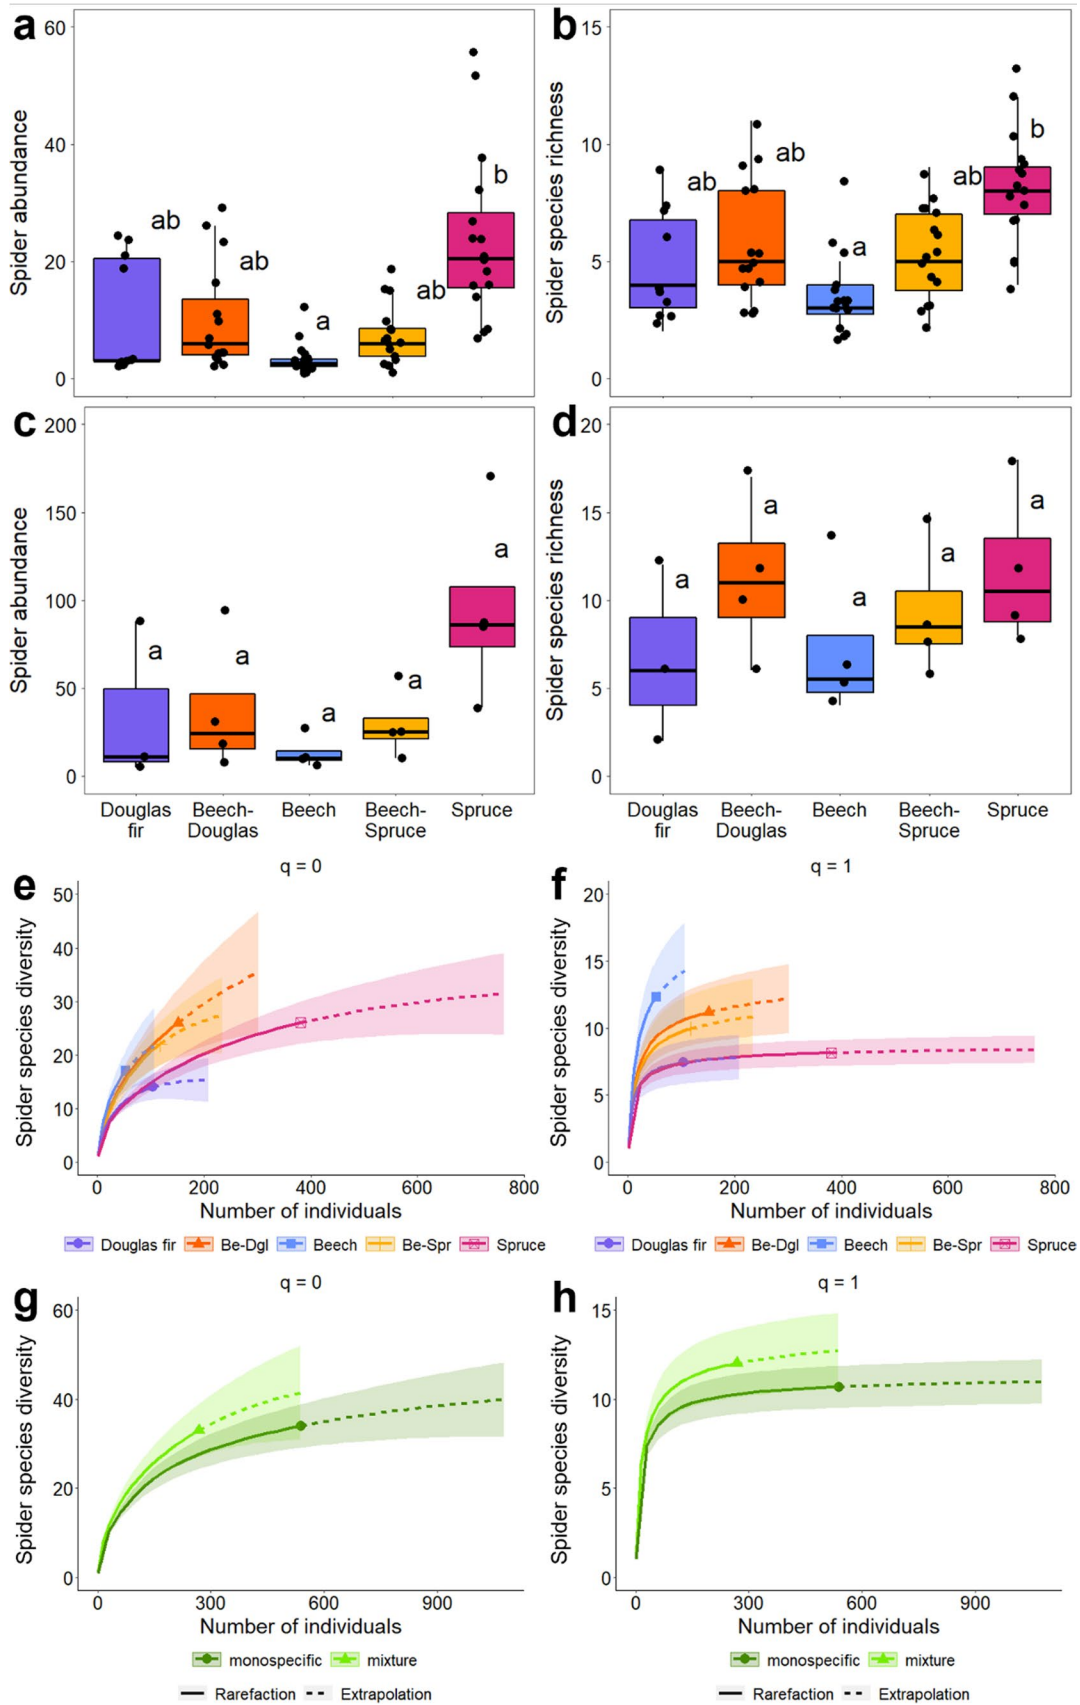 a
b
Spider abundance
60
40
20
0
ab
ab
a
ab
b
Spider species richness
15
10
5
0
ab
ab
a
ab
b
c
d
Spider abundance
200
150
100
50
0
a
a
a
a
a
Douglas fir
Beech-Douglas
Beech
Beech-Spruce
Spruce
Spider species richness
20
15
10
5
0
a
a
a
a
a
Douglas fir
Beech-Douglas
Beech
Beech-Spruce
Spruce
e
q = 0
Spider species diversity
50
40
30
20
10
0
0 200 400 600 800
Number of individuals
Douglas fir Be-Dgl Beech Be-Spr Spruce
f
q = 1
Spider species diversity
20
15
10
5
0
0 200 400 600 800
Number of individuals
Douglas fir Be-Dgl Beech Be-Spr Spruce
g
q = 0
Spider species diversity
60
40
20
0
0 300 600 900
Number of individuals
monospecific mixture
Rarefaction Extrapolation
h
q = 1
Spider species diversity
15
10
5
0
0 300 600 900
Number of individuals
monospecific mixture
Rarefaction Extrapolation